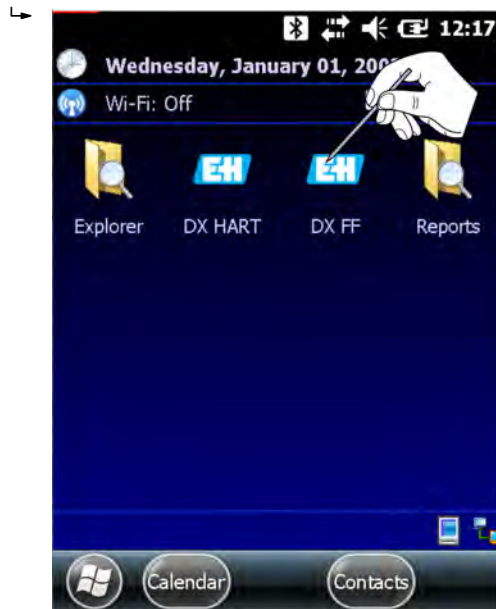 12:17
Wednesday, January 01, 200
Wi-Fi: Off
E+H E+H
Explorer DX HART DX FF Reports
Calendar Contacts